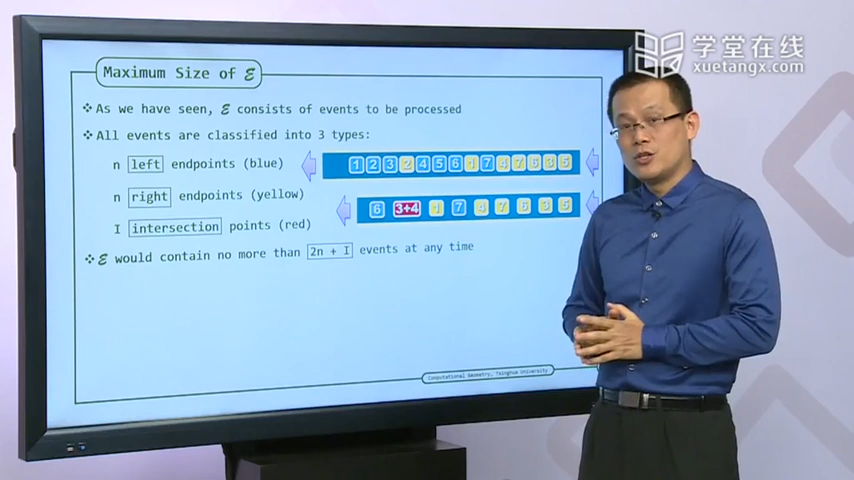 学堂在线
xuetangx.com
Maximum Size of ℰ
❖As we have seen, ℰ consists of events to be processed
❖All events are classified into 3 types:
n left endpoints (blue)
1 2 3 2 4 5 6 1 7 4 7 6 3 5
n right endpoints (yellow)
6 3+4 1 7 4 7 6 3 5
I intersection points (red)
❖ℰ would contain no more than 2n + I events at any time
Computational Geometry, Tsinghua University